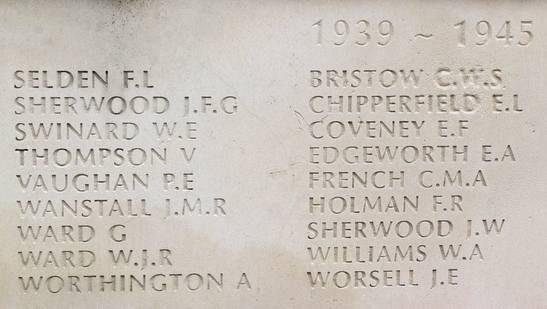 SELDEN F.L
SHERWOOD J.F.G
SWINARD W.E
THOMPSON V
VAUGHAN P.E
WANSTALL J.M.R
WARD G
WARD W.J.R
WORTHINGTON A
1939 ~ 1945
BRISTOW C.W.S
CHIPPERFIELD E.L
COVENEY E.F
EDGEWORTH E.A
FRENCH C.M.A
HOLMAN F.R
SHERWOOD J.W
WILLIAMS W.A
WORSELL J.E